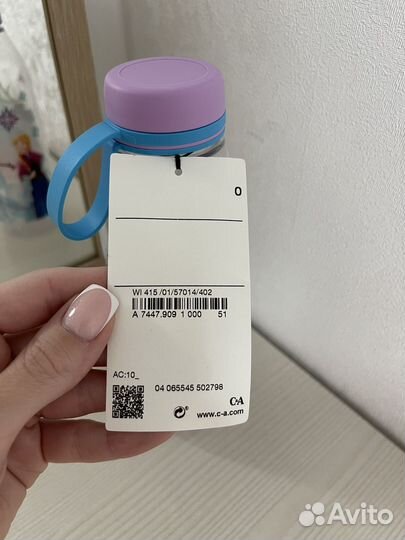 0
WI 415 /01/57014/402
A 7447.909 1 000 51
AC:10_
04 065545 502798
C&A
www.c-a.com
Avito